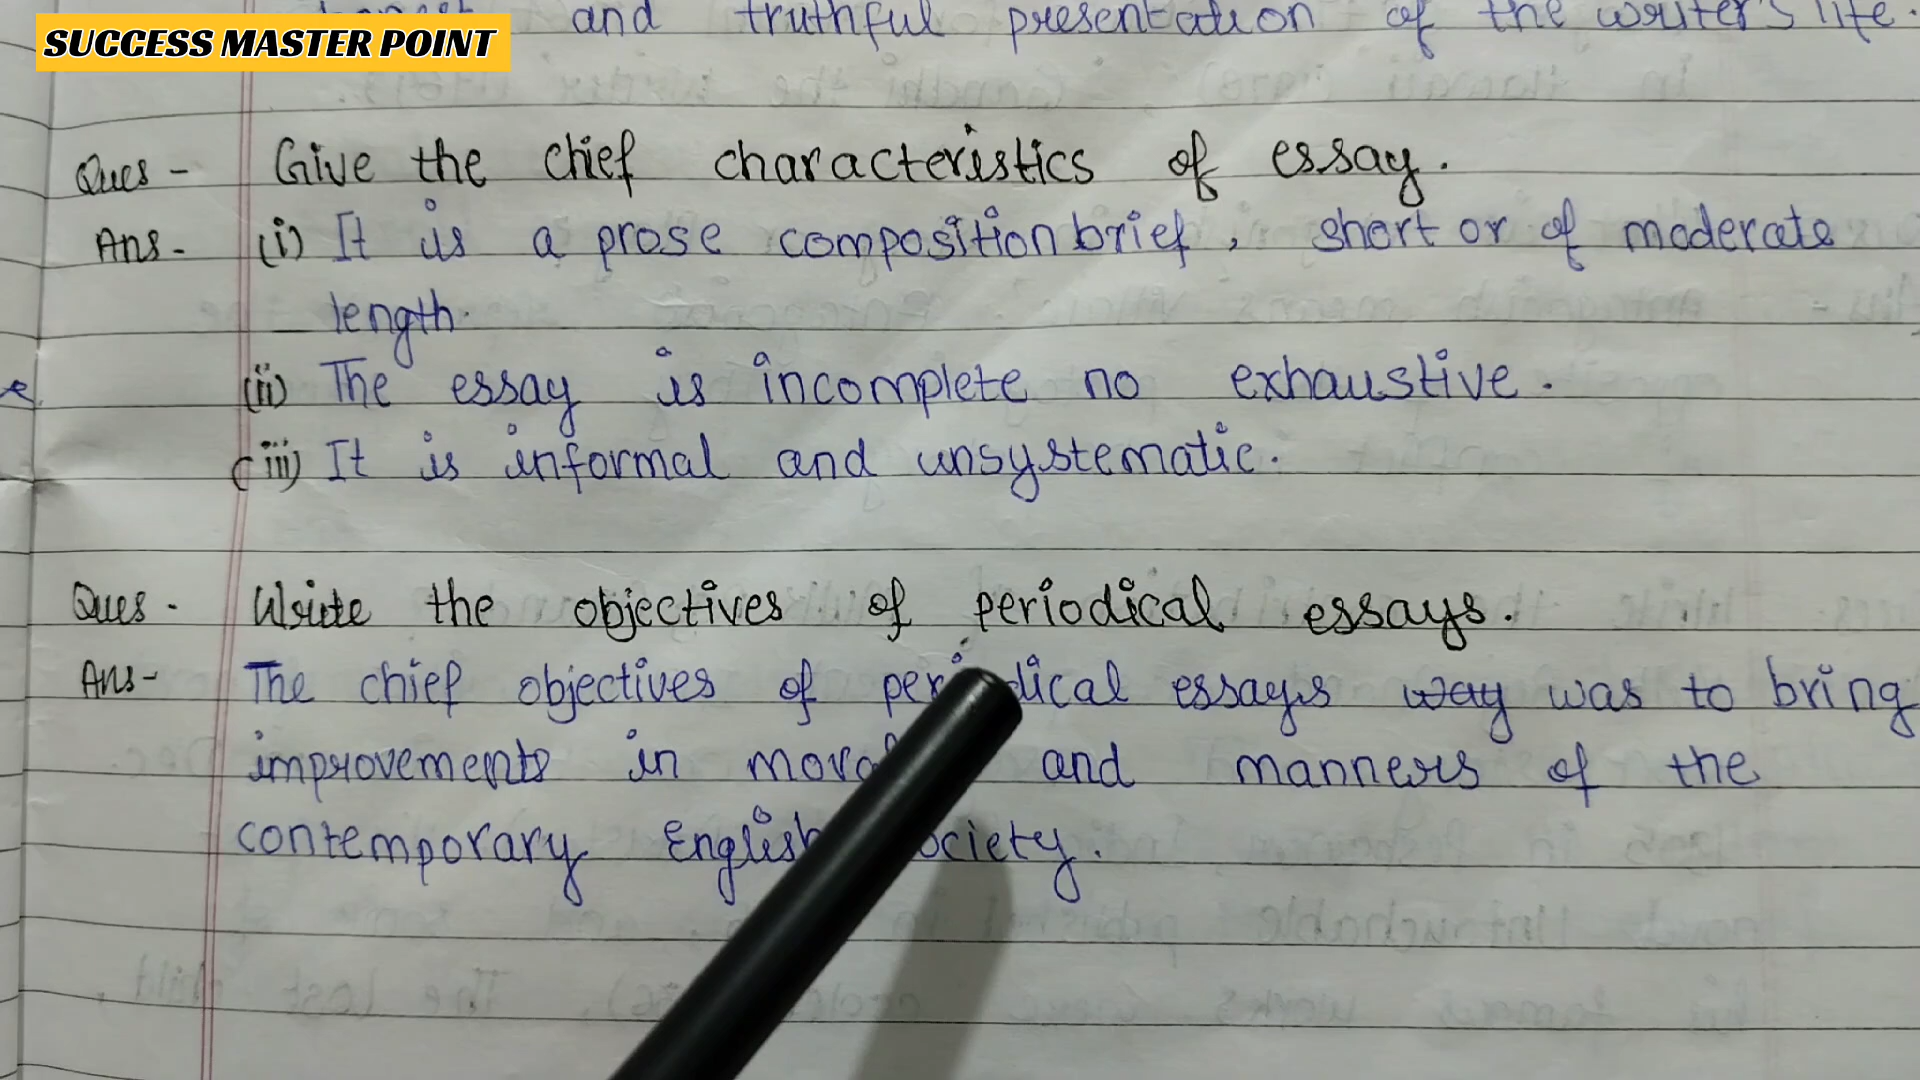 and truthful presentation of the writer's life.
SUCCESS MASTER POINT
Ques - Give the chief characteristics of essay.
Ans - (i) It is a prose composition brief, short or of moderate
length.
(ii) The essay is incomplete no exhaustive.
(iii) It is informal and unsystematic.
Ques - Write the objectives of periodical essays.
Ans - The chief objectives of periodical essays way was to bring
improvements in and manners of the
contemporary English society.